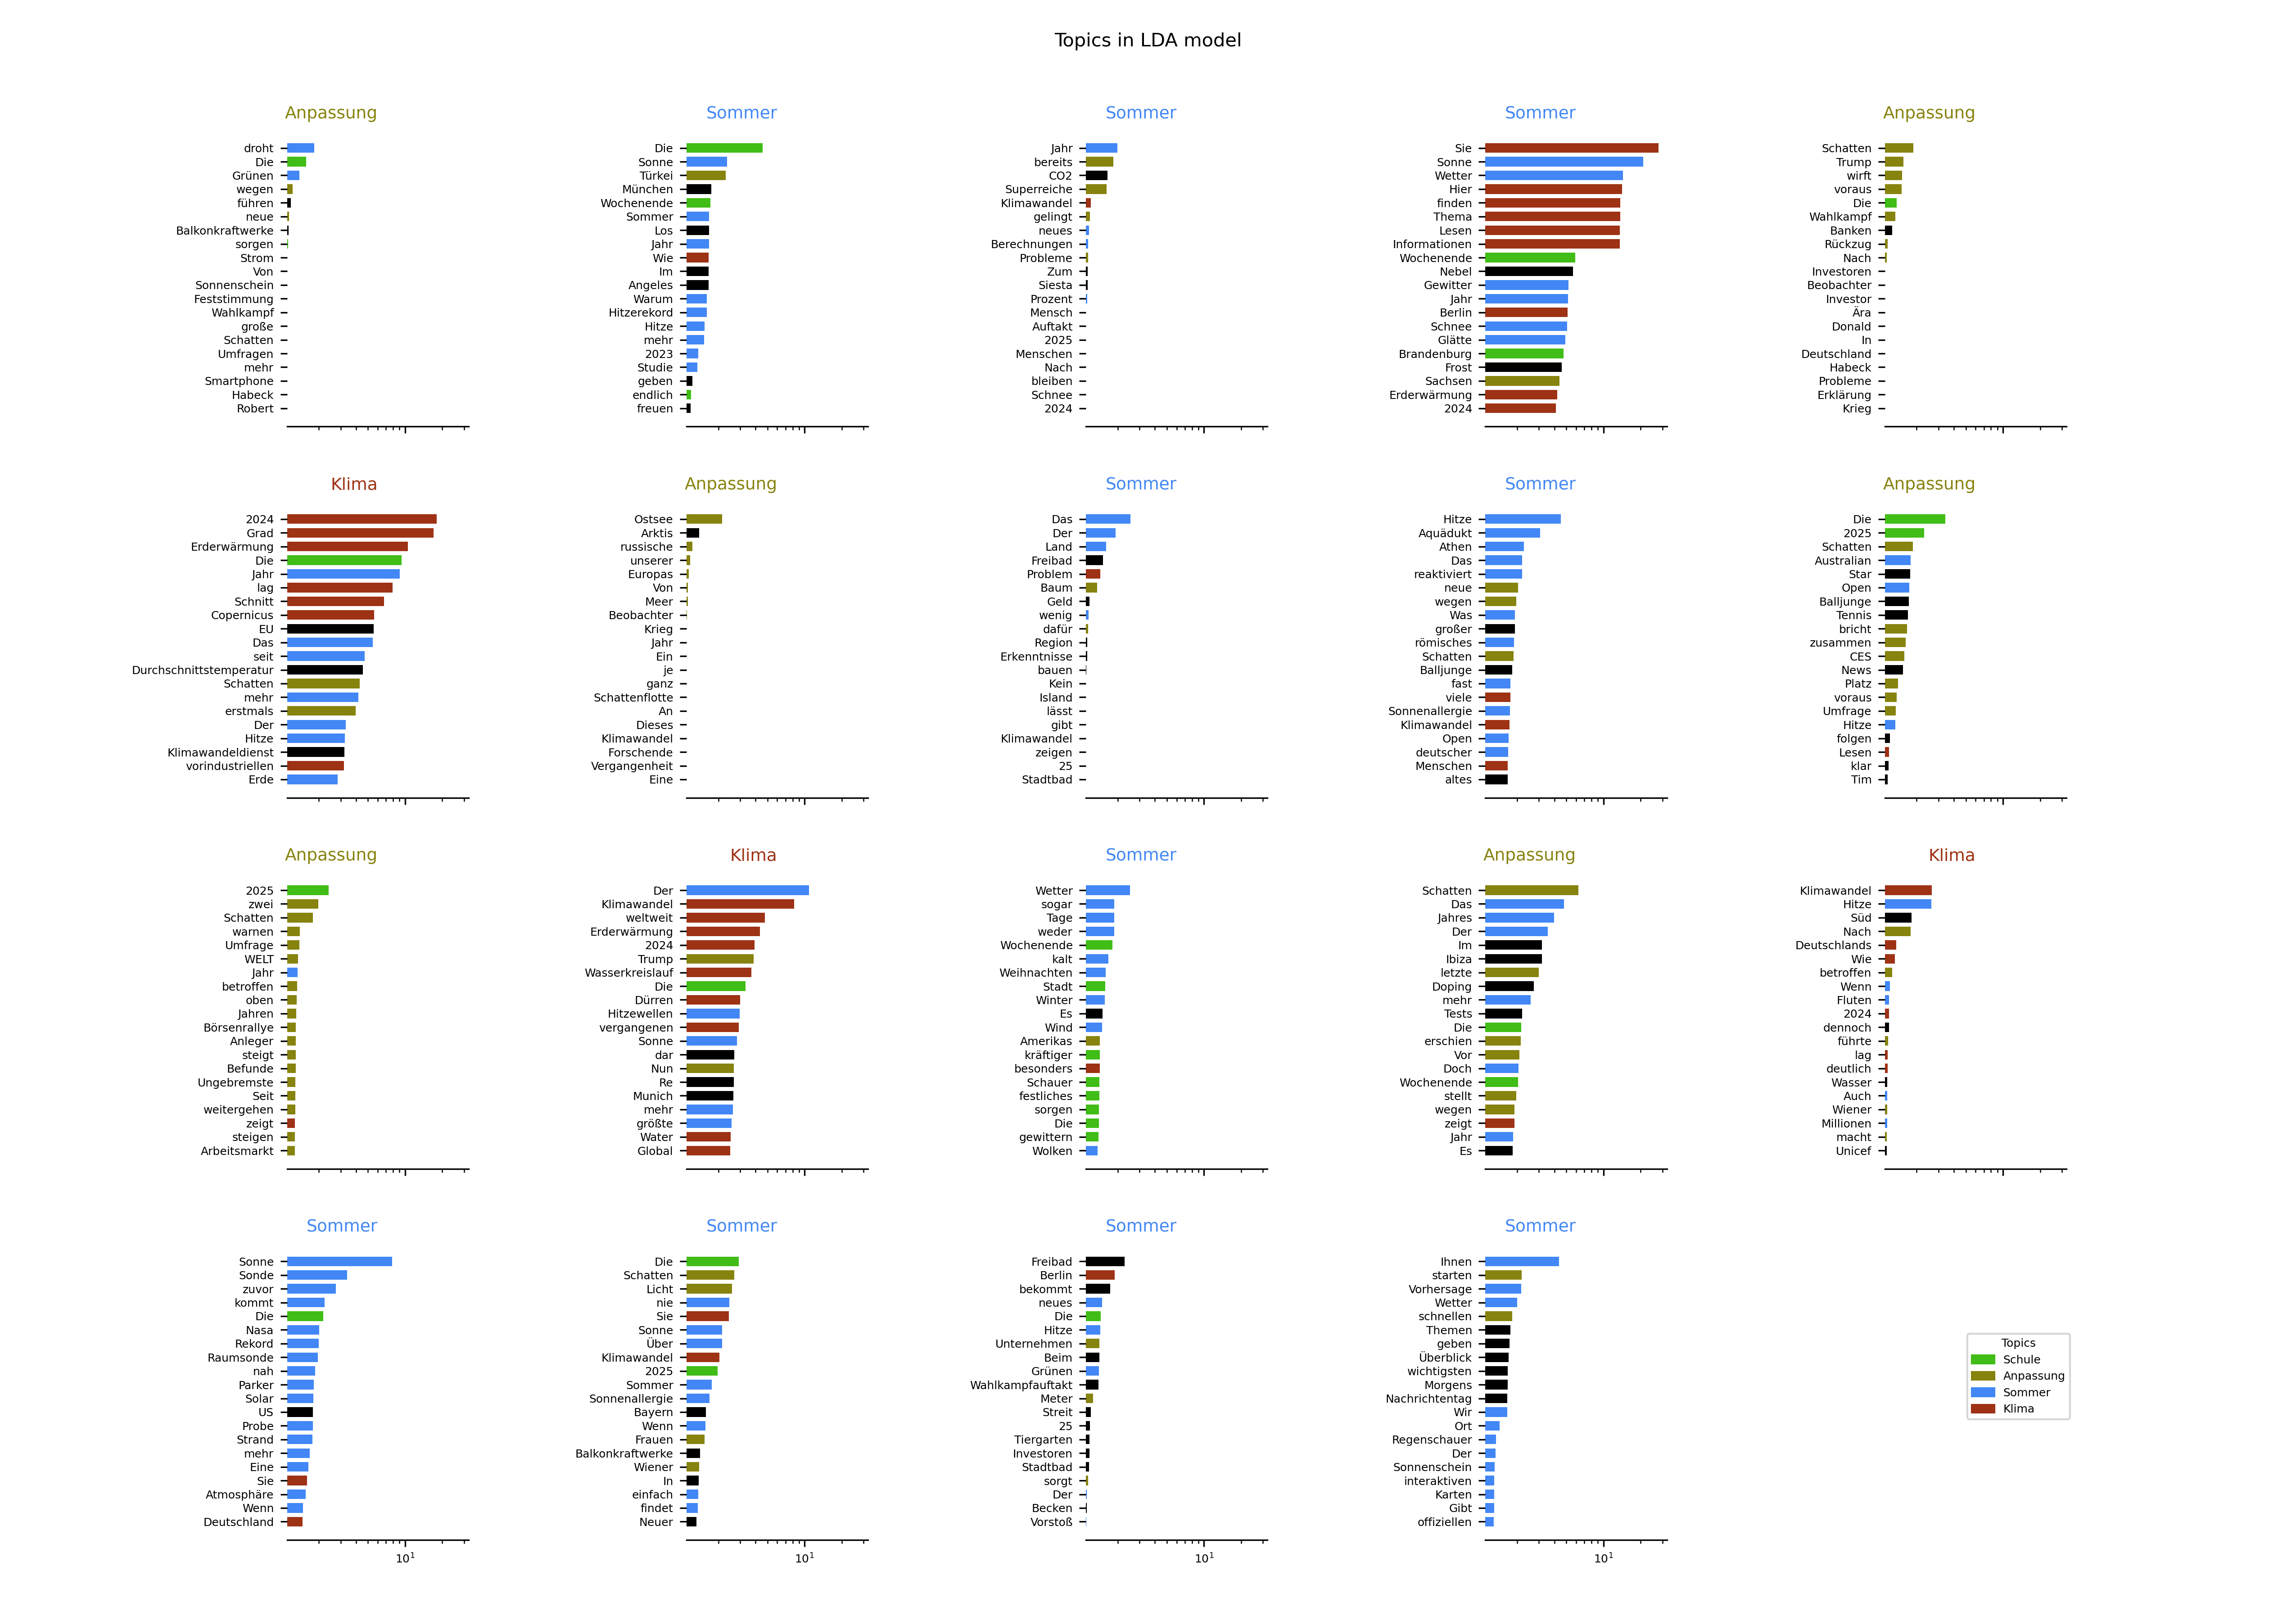 Topics in LDA model
Anpassung
droht
Die
Grünen
wegen
führen
neue
Balkonkraftwerke
sorgen
Strom
Von
Sonnenschein
Feststimmung
Wahlkampf
große
Schatten
Umfragen
mehr
Smartphone
Habeck
Robert
Sommer
Die
Sonne
Türkei
München
Wochenende
Sommer
Los
Jahr
Wie
Im
Angeles
Warum
Hitzerekord
Hitze
mehr
2023
Studie
geben
endlich
freuen
Sommer
Jahr
bereits
CO2
Superreiche
Klimawandel
gelingt
neues
Berechnungen
Probleme
Zum
Siesta
Prozent
Mensch
Auftakt
2025
Menschen
Nach
bleiben
Schnee
2024
Sommer
Sie
Sonne
Wetter
Hier
finden
Thema
Lesen
Informationen
Wochenende
Nebel
Gewitter
Jahr
Berlin
Schnee
Glätte
Brandenburg
Frost
Sachsen
Erderwärmung
2024
Anpassung
Schatten
Trump
wirft
voraus
Die
Wahlkampf
Banken
Rückzug
Nach
Investoren
Beobachter
Investor
Ära
Donald
In
Deutschland
Habeck
Probleme
Erklärung
Krieg
Klima
2024
Grad
Erderwärmung
Die
Jahr
lag
Schnitt
Copernicus
EU
Das
seit
Durchschnittstemperatur
Schatten
mehr
erstmals
Der
Hitze
Klimawandeldienst
vorindustriellen
Erde
Anpassung
Ostsee
Arktis
russische
unserer
Europas
Von
Meer
Beobachter
Krieg
Jahr
Ein
je
ganz
Schattenflotte
An
Dieses
Klimawandel
Forschende
Vergangenheit
Eine
Sommer
Das
Der
Land
Freibad
Problem
Baum
Geld
wenig
dafür
Region
Erkenntnisse
bauen
Kein
Island
lässt
gibt
Klimawandel
zeigen
25
Stadtbad
Sommer
Hitze
Aquädukt
Athen
Das
reaktiviert
neue
wegen
Was
großer
römisches
Schatten
Balljunge
fast
viele
Sonnenallergie
Klimawandel
Open
deutscher
Menschen
altes
Anpassung
Die
2025
Schatten
Australian
Star
Open
Balljunge
Tennis
bricht
zusammen
CES
News
Platz
voraus
Umfrage
Hitze
folgen
Lesen
klar
Tim
Anpassung
2025
zwei
Schatten
warnen
Umfrage
WELT
Jahr
betroffen
oben
Jahren
Börsenrallye
Anleger
steigt
Befunde
Ungebremste
Seit
weitergehen
zeigt
steigen
Arbeitsmarkt
Klima
Der
Klimawandel
weltweit
Erderwärmung
2024
Trump
Wasserkreislauf
Die
Dürren
Hitzewellen
vergangenen
Sonne
dar
Nun
Re
Munich
mehr
größte
Water
Global
Sommer
Wetter
sogar
Tage
weder
Wochenende
kalt
Weihnachten
Stadt
Winter
Es
Wind
Amerikas
kräftiger
besonders
Schauer
festliches
sorgen
Die
gewittern
Wolken
Anpassung
Schatten
Das
Jahres
Der
Im
Ibiza
letzte
Doping
mehr
Tests
Die
erschien
Vor
Doch
Wochenende
stellt
wegen
zeigt
Jahr
Es
Klima
Klimawandel
Hitze
Süd
Nach
Deutschlands
Wie
betroffen
Wenn
Fluten
2024
dennoch
führte
lag
deutlich
Wasser
Auch
Wiener
Millionen
macht
Unicef
Sommer
Sonne
Sonde
zuvor
kommt
Die
Nasa
Rekord
Raumsonde
nah
Parker
Solar
US
Probe
Strand
mehr
Eine
Sie
Atmosphäre
Wenn
Deutschland
10¹
Sommer
Die
Schatten
Licht
nie
Sie
Sonne
Über
Klimawandel
2025
Sommer
Sonnenallergie
Bayern
Wenn
Frauen
Balkonkraftwerke
Wiener
In
einfach
findet
Neuer
10¹
Sommer
Freibad
Berlin
bekommt
neues
Die
Hitze
Unternehmen
Beim
Grünen
Wahlkampfauftakt
Meter
Streit
25
Tiergarten
Investoren
Stadtbad
sorgt
Der
Becken
Vorstoß
10¹
Sommer
Ihnen
starten
Vorhersage
Wetter
schnellen
Themen
geben
Überblick
wichtigsten
Morgens
Nachrichtentag
Wir
Ort
Regenschauer
Der
Sonnenschein
interaktiven
Karten
Gibt
offiziellen
10¹
Topics
Schule
Anpassung
Sommer
Klima